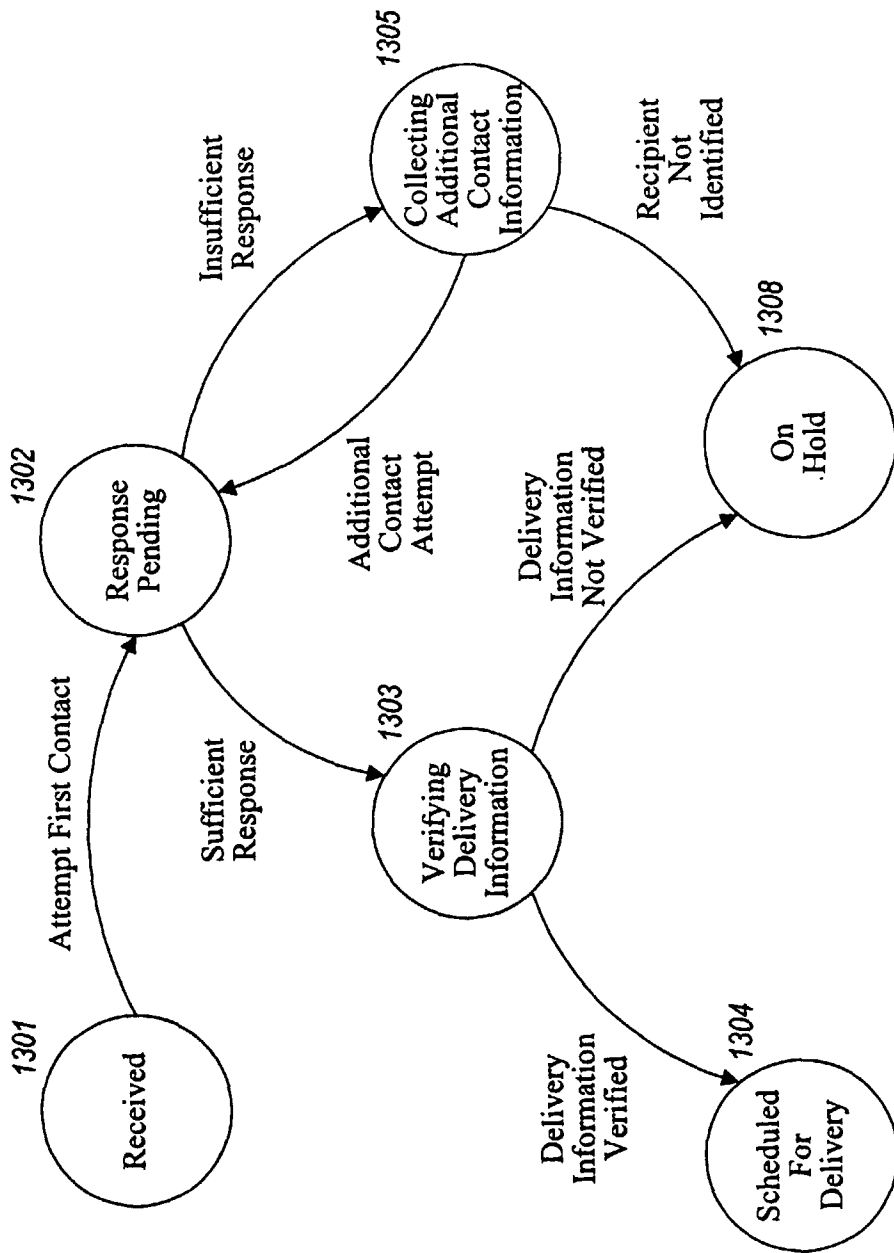 1301
Received
Attempt First Contact
1302
Response
Pending
Insufficient
Response
1305
Collecting
Additional
Contact
Information
Sufficient
Response
Additional
Contact
Attempt
1303
Verifying
Delivery
Information
Recipient
Not
Identified
Delivery
Information
Verified
Delivery
Information
Not Verified
1304
Scheduled
For
Delivery
1308
On
.Hold